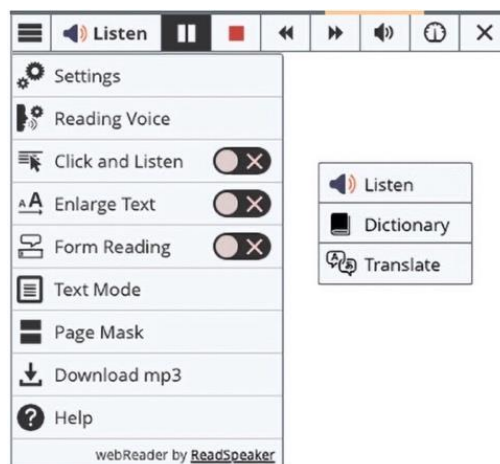 Listen
Settings
Reading Voice
Click and Listen
Enlarge Text
Form Reading
Text Mode
Page Mask
Download mp3
Help
webReader by ReadSpeaker
Listen
Dictionary
Translate